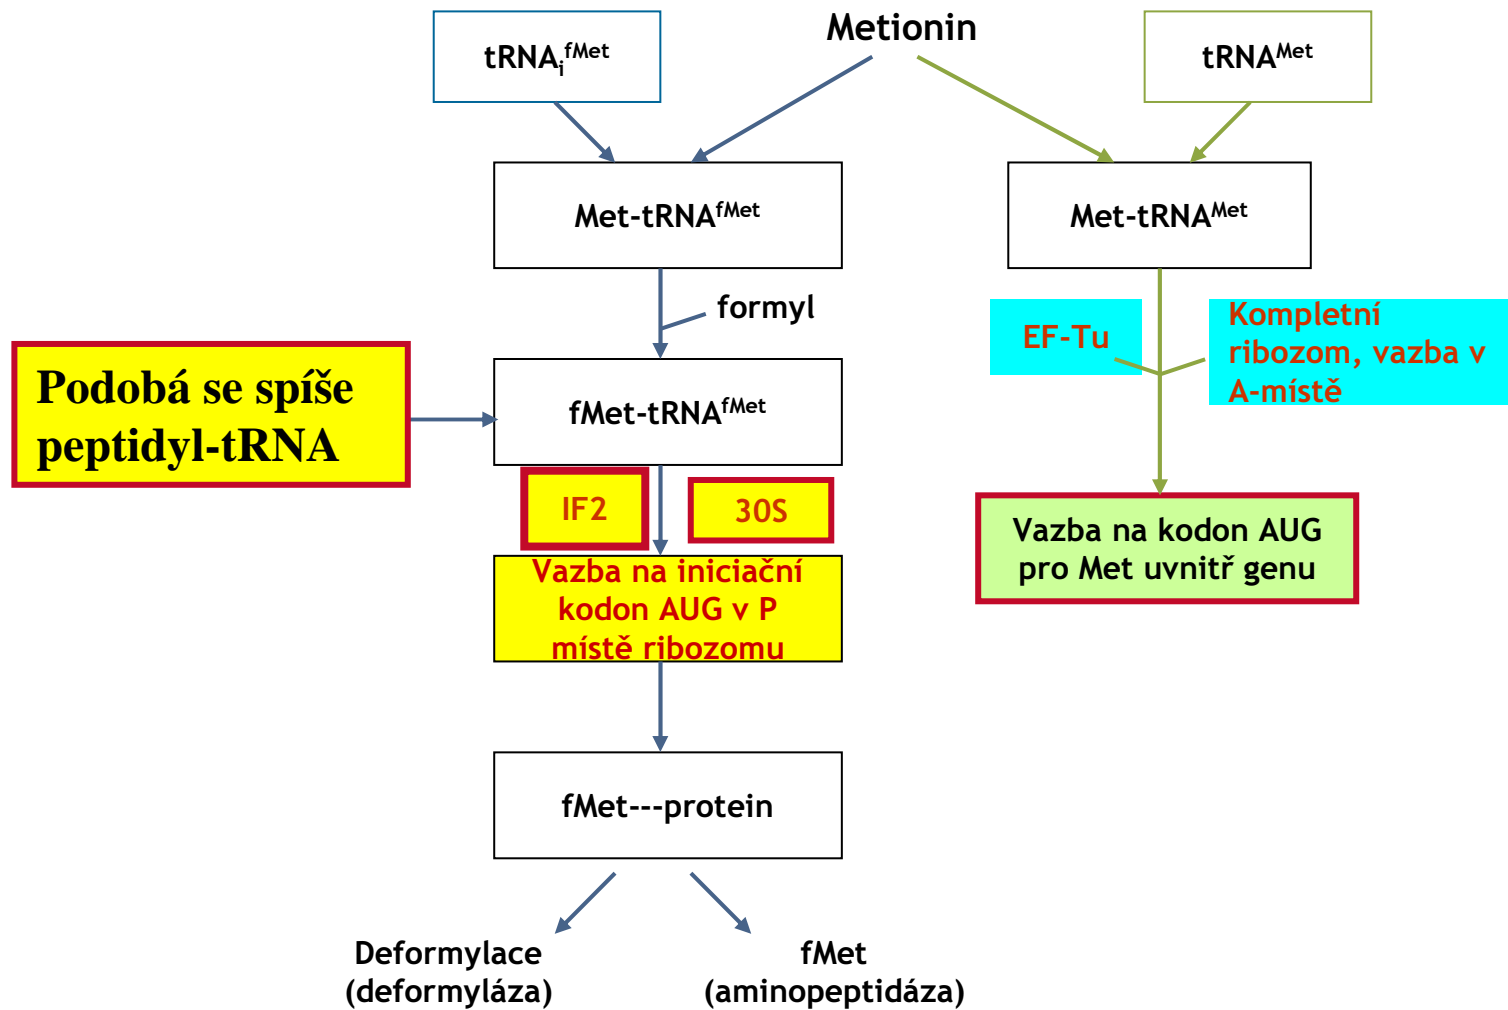 Metionin
tRNAᵢᶠᴹᵉᵗ
tRNAᴹᵉᵗ
Met-tRNAᶠᴹᵉᵗ
Met-tRNAᴹᵉᵗ
formyl
EF-Tu
Kompletní
ribozom, vazba v
A-místě
Podobá se spíše
peptidyl-tRNA
fMet-tRNAᶠᴹᵉᵗ
IF2
30S
Vazba na kodon AUG
pro Met uvnitř genu
Vazba na iniciační
kodon AUG v P
místě ribozomu
fMet---protein
Deformylace
(deformyláza)
fMet
(aminopeptidáza)